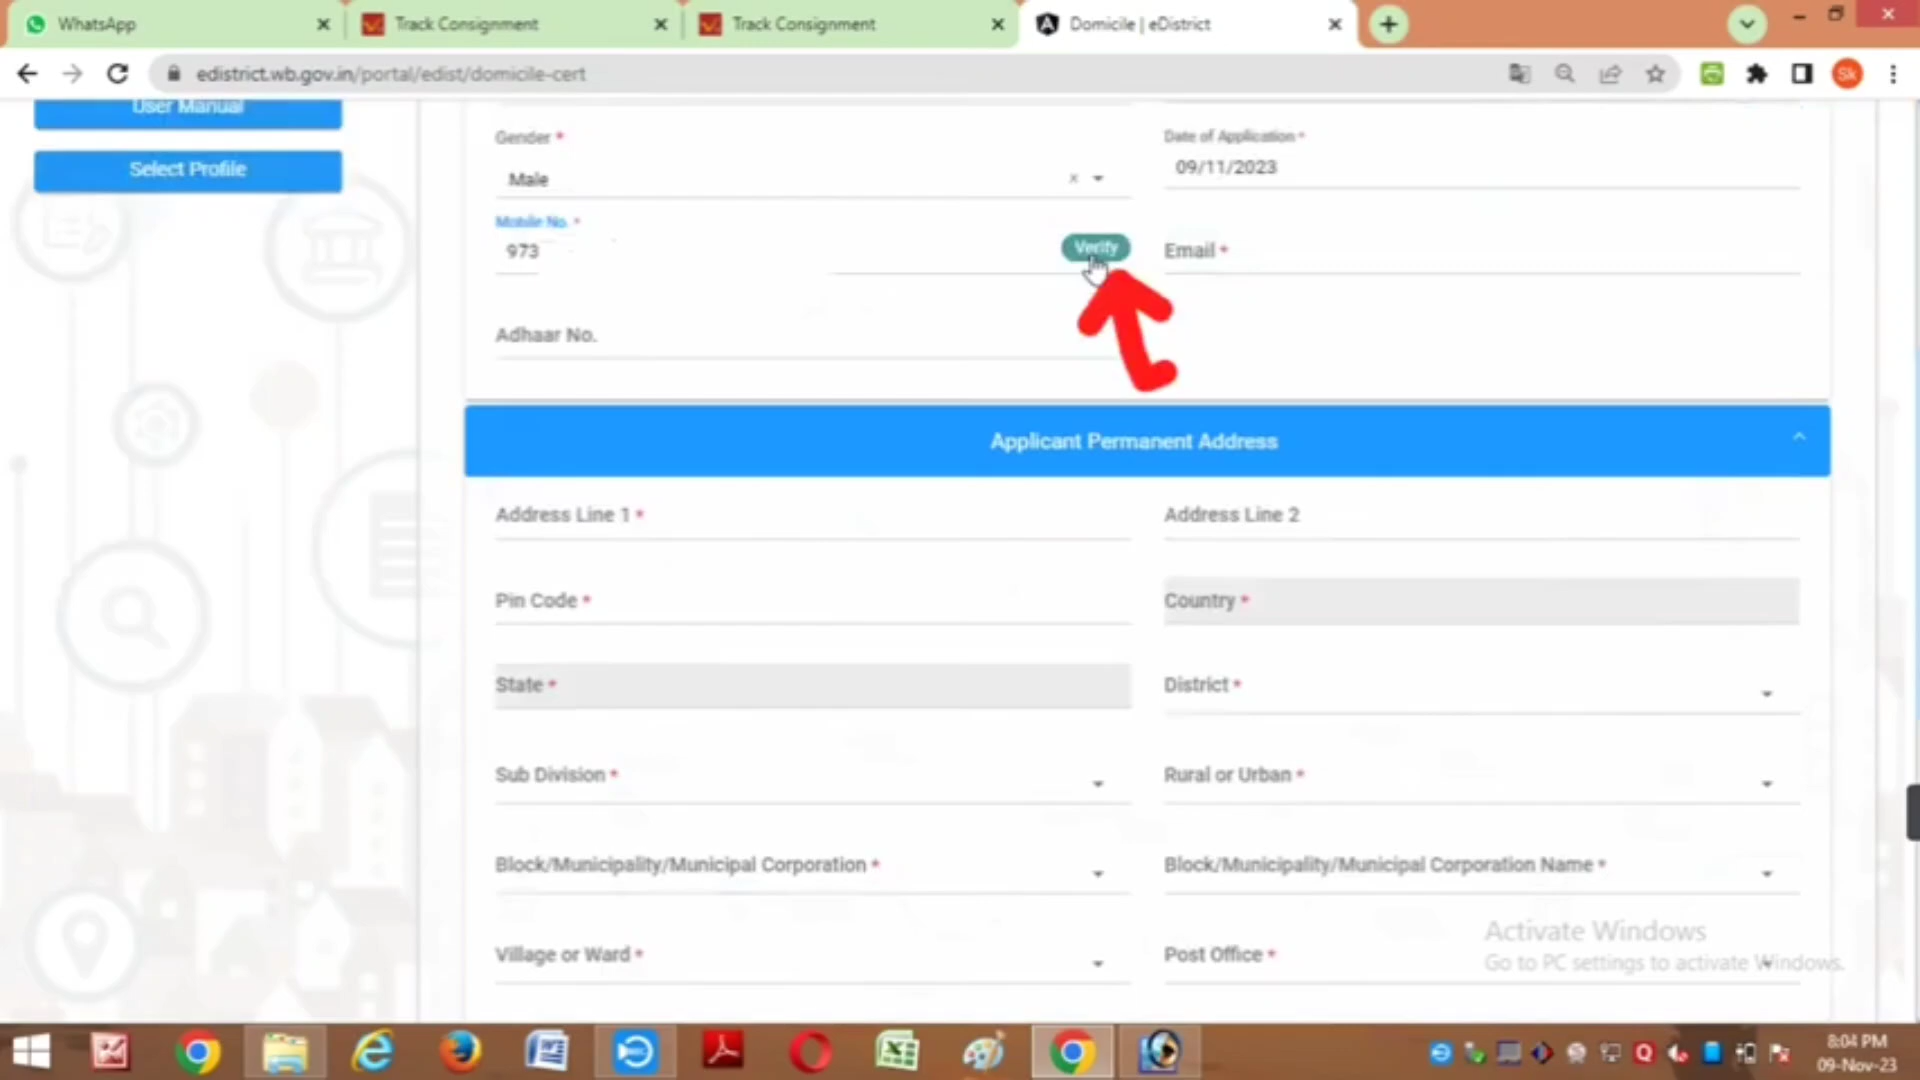 WhatsApp
Track Consignment
Track Consignment
Domicile | eDistrict
edistrict.wb.gov.in/portal/edist/domicile-cert
Sk
User Manual
Select Profile
Gender *
Male
Date of Application *
09/11/2023
Mobile No. *
973
Verify
Email *
Adhaar No.
Applicant Permanent Address
Address Line 1 *
Address Line 2
Pin Code *
Country *
State *
District *
Sub Division *
Rural or Urban *
Block/Municipality/Municipal Corporation *
Block/Municipality/Municipal Corporation Name *
Village or Ward *
Post Office *
Activate Windows
Go to PC settings to activate Windows.
8:04 PM
09-Nov-23